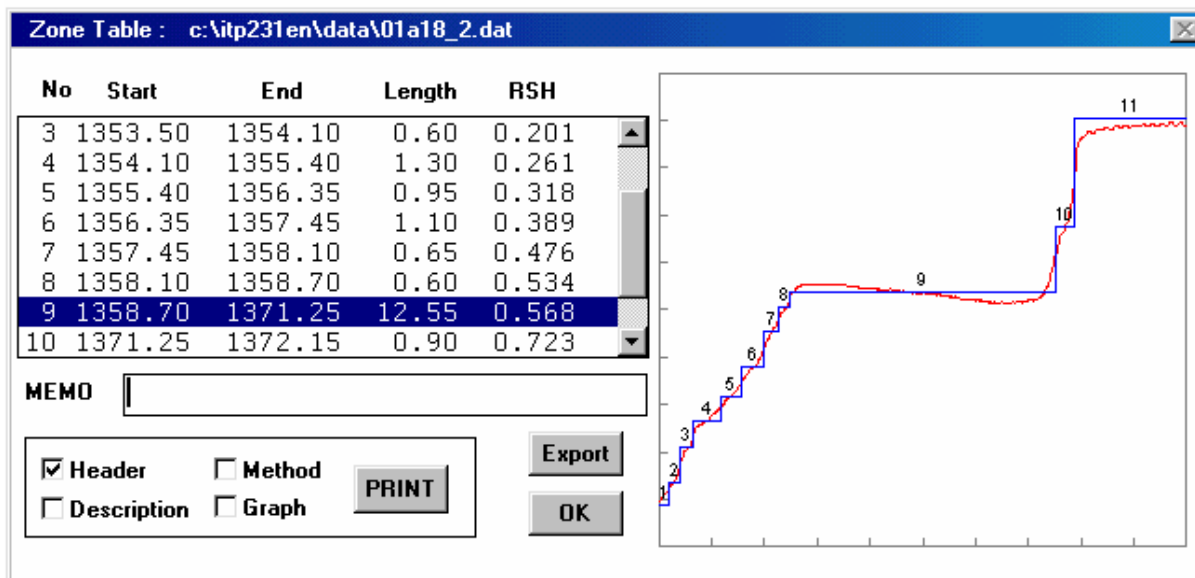 Zone Table : c:\itp231en\data\01a18_2.dat
No Start End Length RSH
3 1353.50 1354.10 0.60 0.201
4 1354.10 1355.40 1.30 0.261
5 1355.40 1356.35 0.95 0.318
6 1356.35 1357.45 1.10 0.389
7 1357.45 1358.10 0.65 0.476
8 1358.10 1358.70 0.60 0.534
9 1358.70 1371.25 12.55 0.568
10 1371.25 1372.15 0.90 0.723
MEMO
Header Method
Description Graph
PRINT
Export
OK
1
2
3
4
5
6
7
8
9
10
11